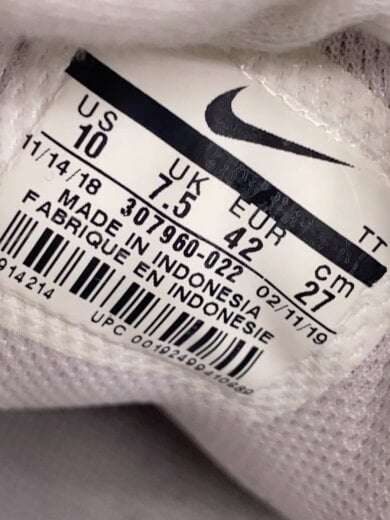 TT
US UK EUR cm
10 7.5 42 27
11/14/18 307960-022 02/11/19
MADE IN INDONESIA
FABRIQUE EN INDONESIE
914214
UPC 00192499410689